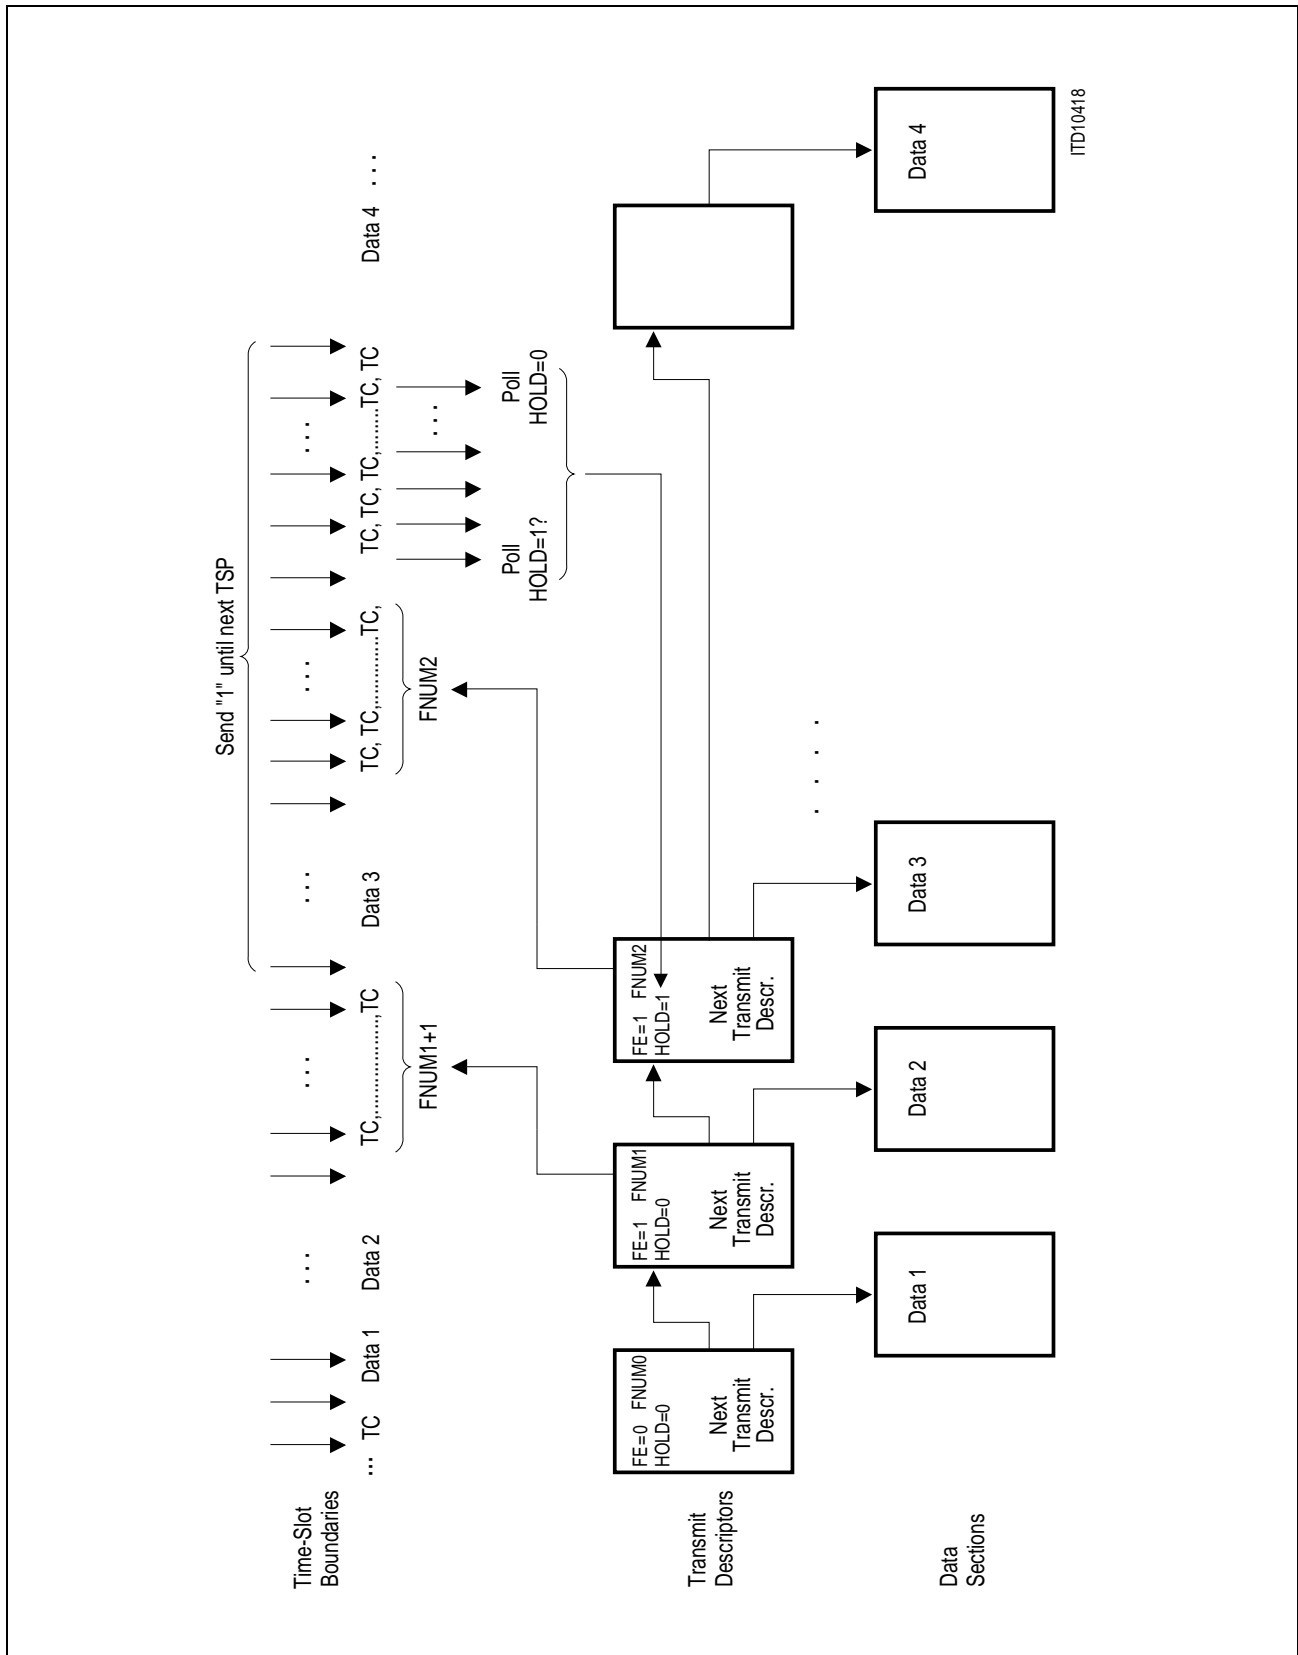 Send "1" until next TSP
Time-Slot
Boundaries
... TC
Data 1
. . .
Data 2
. . .
TC,...................,TC
FNUM1+1
. . .
Data 3
. . .
TC, TC,...............TC,
FNUM2
TC, TC, TC, TC,.........TC, TC
. . .
. . .
Data 4 . . .
Poll
HOLD=1?
Poll
HOLD=0
Transmit
Descriptors
FE=0 FNUM0
HOLD=0
Next
Transmit
Descr.
FE=1 FNUM1
HOLD=0
Next
Transmit
Descr.
FE=1 FNUM2
HOLD=1
Next
Transmit
Descr.
. . . .
Data
Sections
Data 1
Data 2
Data 3
Data 4
ITD10418